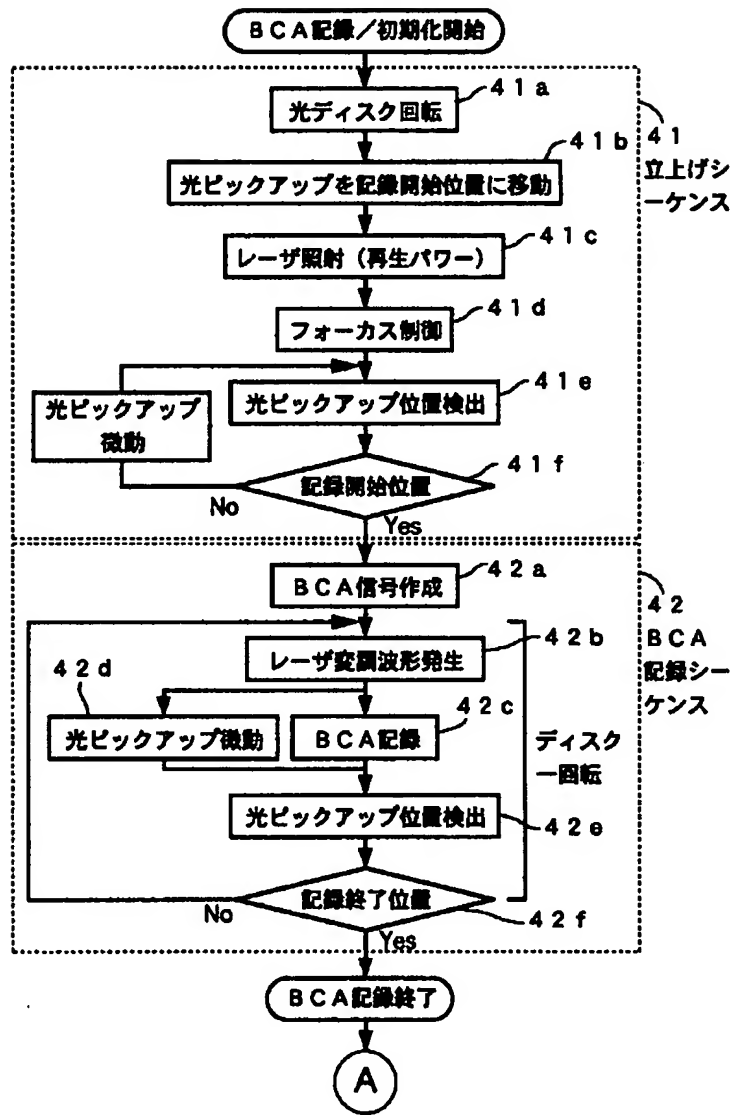 BCA記録／初期化開始
41a
光ディスク回転
41
立上げシ
ーケンス
41b
光ピックアップを記録開始位置に移動
41c
レーザ照射（再生パワー）
41d
フォーカス制御
41e
光ピックアップ位置検出
光ピックアップ
微動
41f
記録開始位置
No
Yes
42a
BCA信号作成
42
BCA
記録シー
ケンス
42b
レーザ変調波形発生
42d
光ピックアップ微動
42c
BCA記録
ディスク
一回転
光ピックアップ位置検出
42e
記録終了位置
42f
No
Yes
BCA記録終了
A